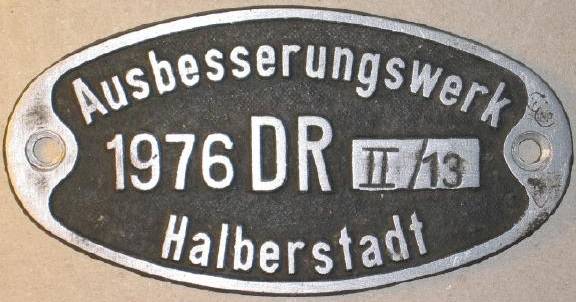 Ausbesserungswerk
1976 DR II/13
Halberstadt